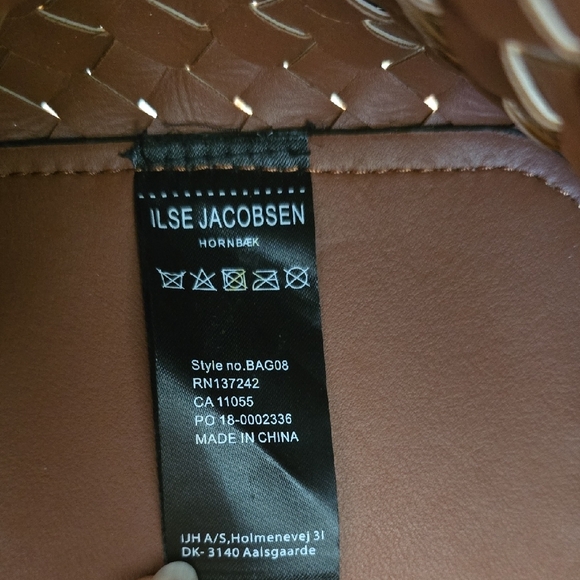 ILSE JACOBSEN
HORNBÆK
Style no.BAG08
RN137242
CA 11055
PO 18-0002336
MADE IN CHINA
IJH A/S,Holmenevej 31
DK- 3140 Aalsgaarde